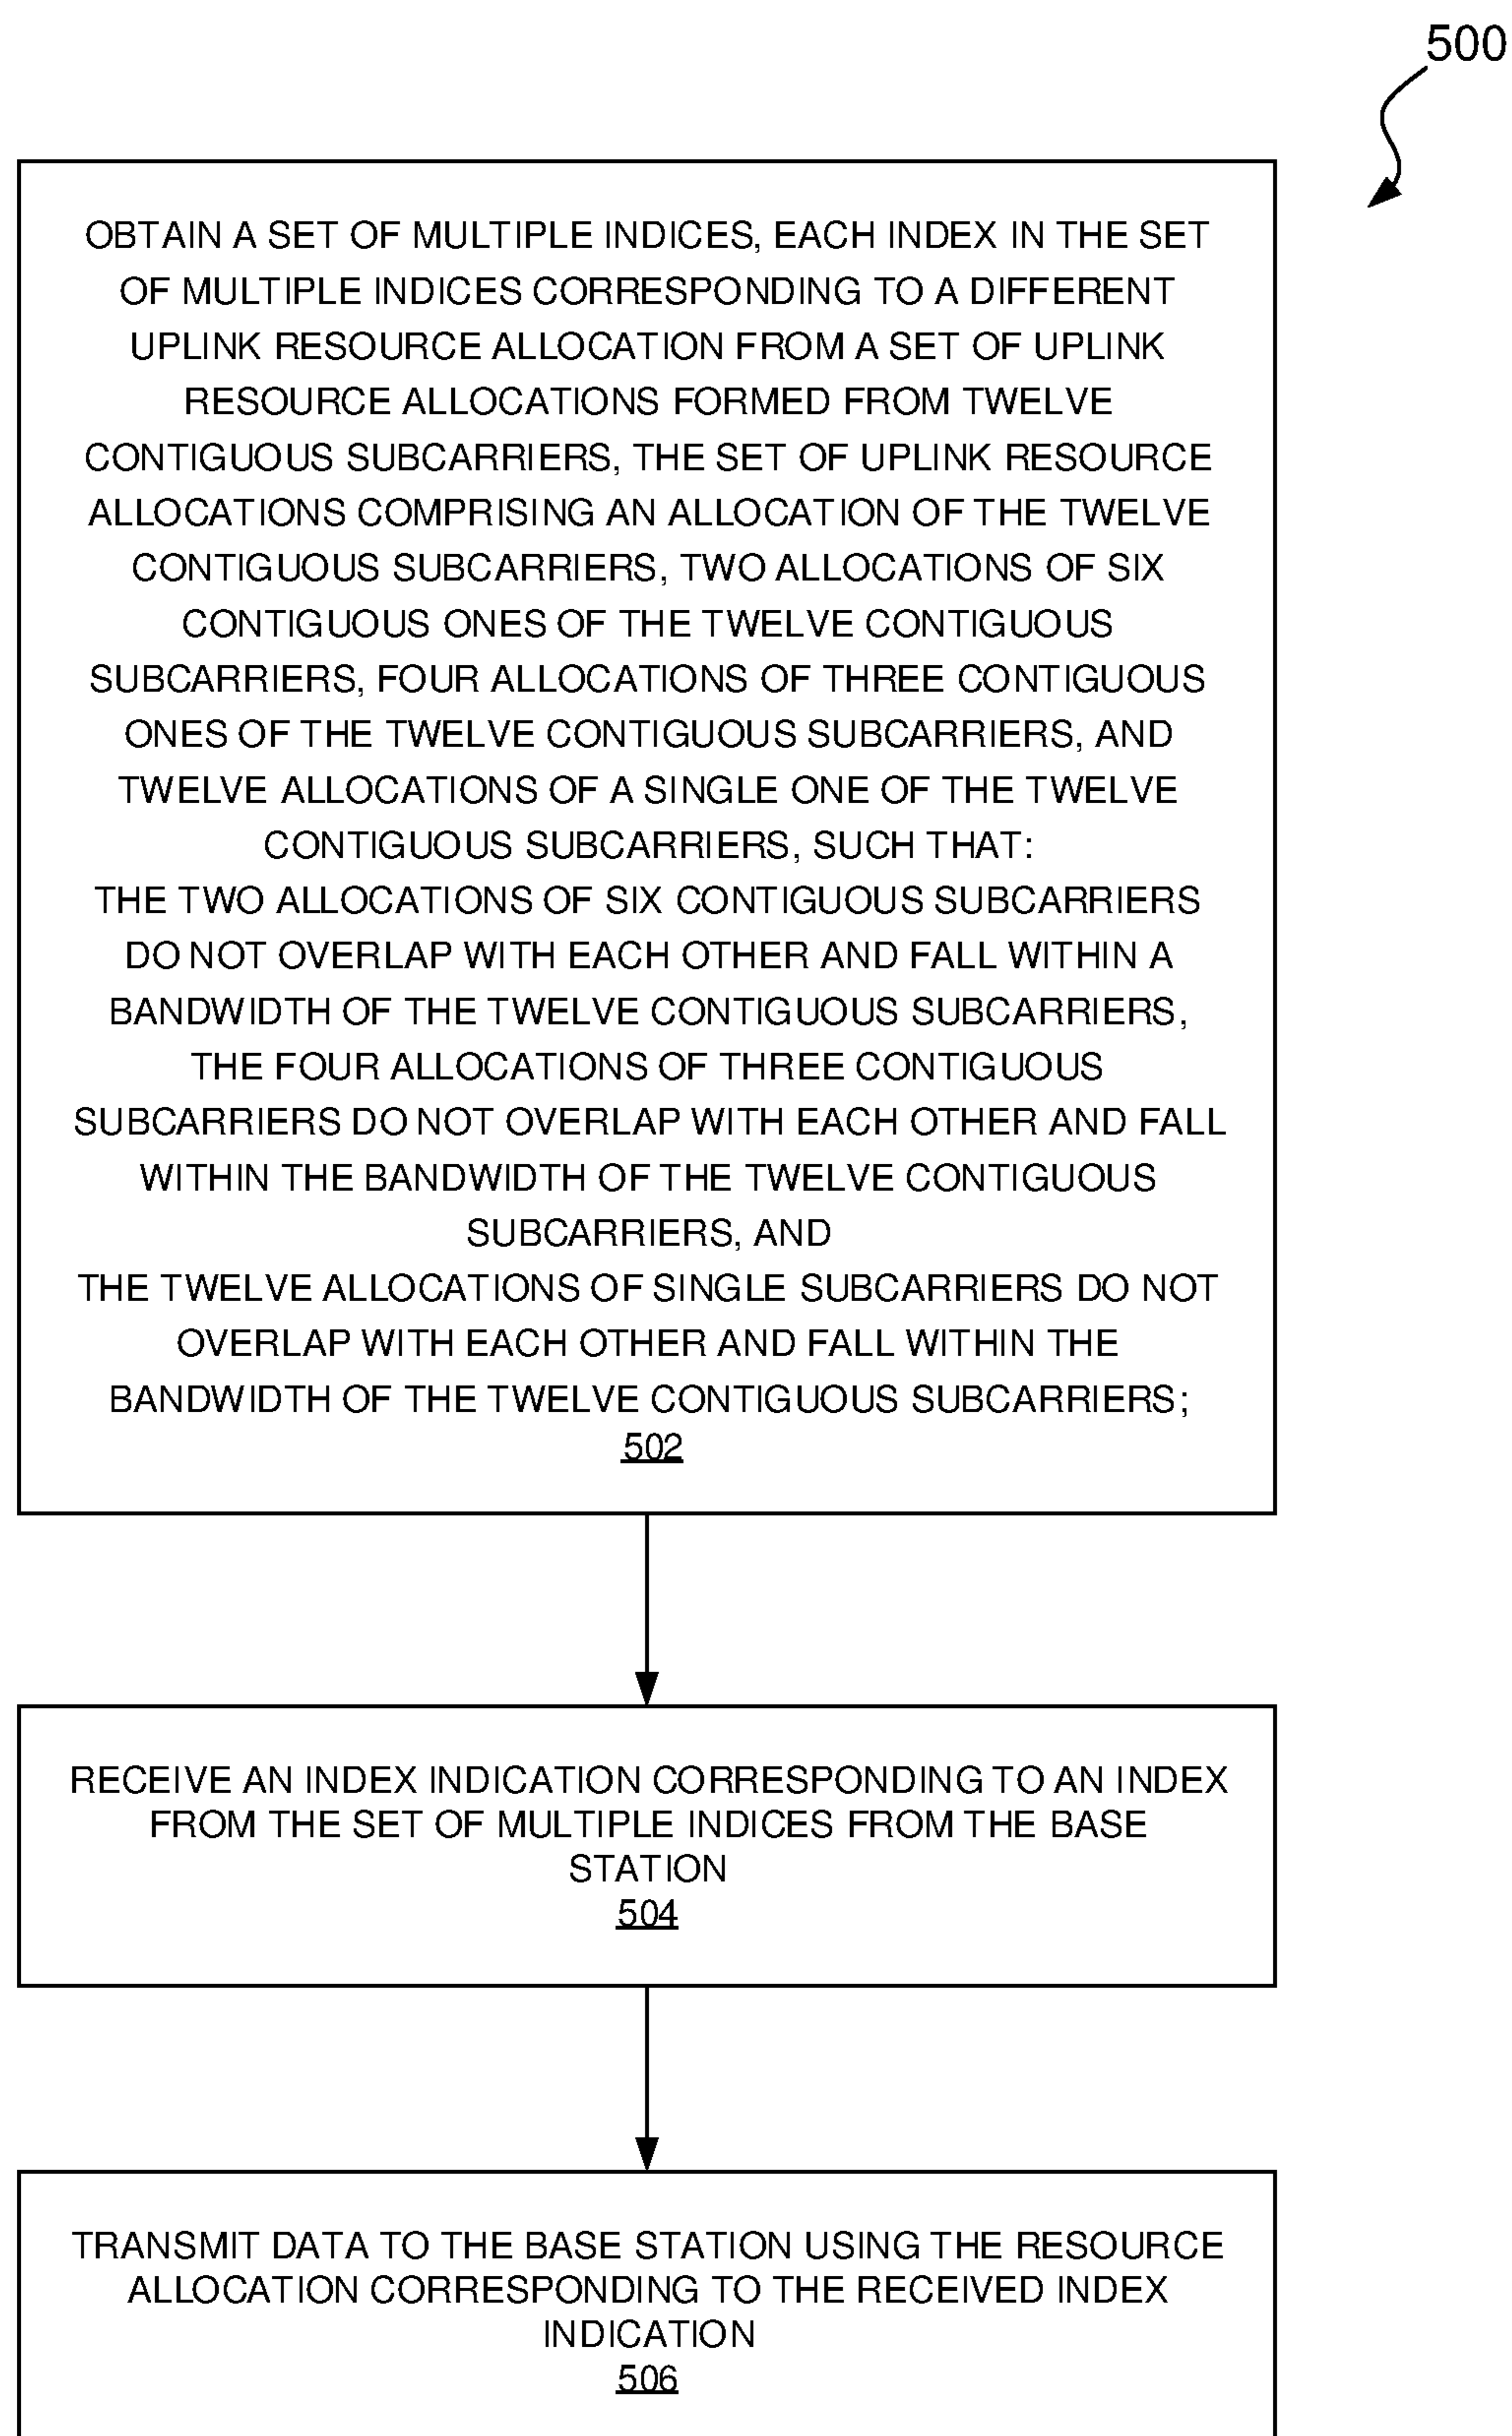 500
OBTAIN A SET OF MULTIPLE INDICES, EACH INDEX IN THE SET
OF MULTIPLE INDICES CORRESPONDING TO A DIFFERENT
UPLINK RESOURCE ALLOCATION FROM A SET OF UPLINK
RESOURCE ALLOCATIONS FORMED FROM TWELVE
CONTIGUOUS SUBCARRIERS, THE SET OF UPLINK RESOURCE
ALLOCATIONS COMPRISING AN ALLOCATION OF THE TWELVE
CONTIGUOUS SUBCARRIERS, TWO ALLOCATIONS OF SIX
CONTIGUOUS ONES OF THE TWELVE CONTIGUOUS
SUBCARRIERS, FOUR ALLOCATIONS OF THREE CONTIGUOUS
ONES OF THE TWELVE CONTIGUOUS SUBCARRIERS, AND
TWELVE ALLOCATIONS OF A SINGLE ONE OF THE TWELVE
CONTIGUOUS SUBCARRIERS, SUCH THAT:
THE TWO ALLOCATIONS OF SIX CONTIGUOUS SUBCARRIERS
DO NOT OVERLAP WITH EACH OTHER AND FALL WITHIN A
BANDWIDTH OF THE TWELVE CONTIGUOUS SUBCARRIERS,
THE FOUR ALLOCATIONS OF THREE CONTIGUOUS
SUBCARRIERS DO NOT OVERLAP WITH EACH OTHER AND FALL
WITHIN THE BANDWIDTH OF THE TWELVE CONTIGUOUS
SUBCARRIERS, AND
THE TWELVE ALLOCATIONS OF SINGLE SUBCARRIERS DO NOT
OVERLAP WITH EACH OTHER AND FALL WITHIN THE
BANDWIDTH OF THE TWELVE CONTIGUOUS SUBCARRIERS;
502
RECEIVE AN INDEX INDICATION CORRESPONDING TO AN INDEX
FROM THE SET OF MULTIPLE INDICES FROM THE BASE
STATION
504
TRANSMIT DATA TO THE BASE STATION USING THE RESOURCE
ALLOCATION CORRESPONDING TO THE RECEIVED INDEX
INDICATION
506